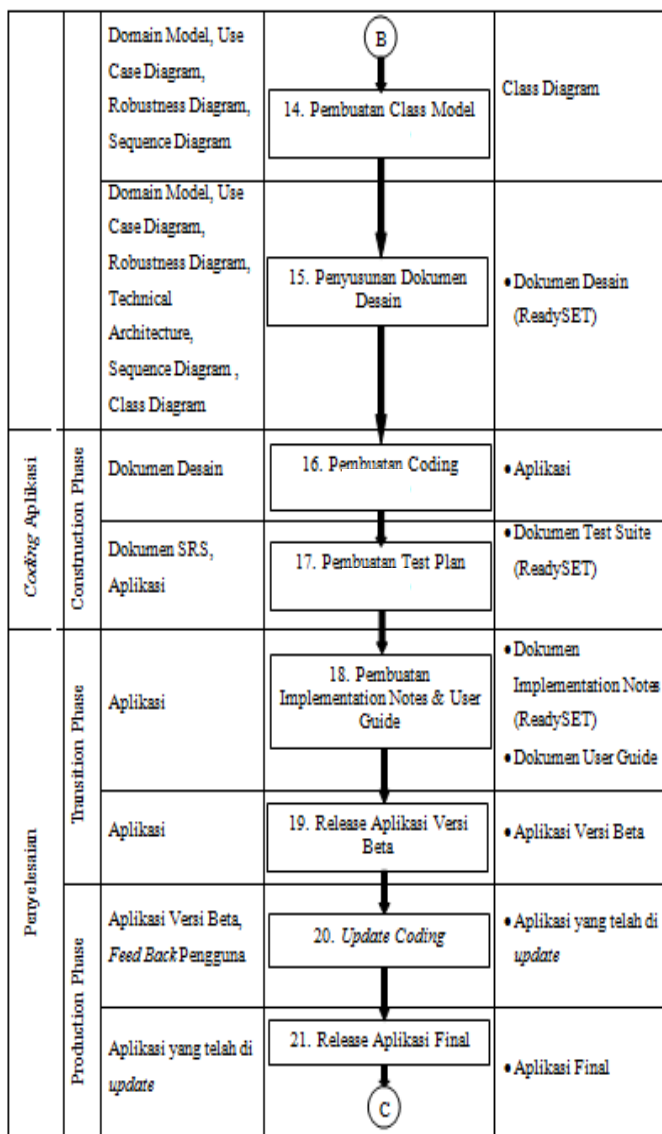 Domain Model, Use
Case Diagram,
Robustness Diagram,
Sequence Diagram
B
14. Pembuatan Class Model
Class Diagram
Domain Model, Use
Case Diagram,
Robustness Diagram,
Technical
Architecture,
Sequence Diagram ,
Class Diagram
15. Penyusunan Dokumen
Desain
• Dokumen Desain
(ReadySET)
Coding Aplikasi
Construction Phase
Dokumen Desain
16. Pembuatan Coding
• Aplikasi
Dokumen SRS,
Aplikasi
17. Pembuatan Test Plan
• Dokumen Test Suite
(ReadySET)
Penyelesaian
Transition Phase
Aplikasi
18. Pembuatan
Implementation Notes & User
Guide
• Dokumen
Implementation Notes
(ReadySET)
• Dokumen User Guide
Aplikasi
19. Release Aplikasi Versi
Beta
• Aplikasi Versi Beta
Production Phase
Aplikasi Versi Beta,
Feed Back Pengguna
20. Update Coding
• Aplikasi yang telah di
update
Aplikasi yang telah di
update
21. Release Aplikasi Final
• Aplikasi Final
C